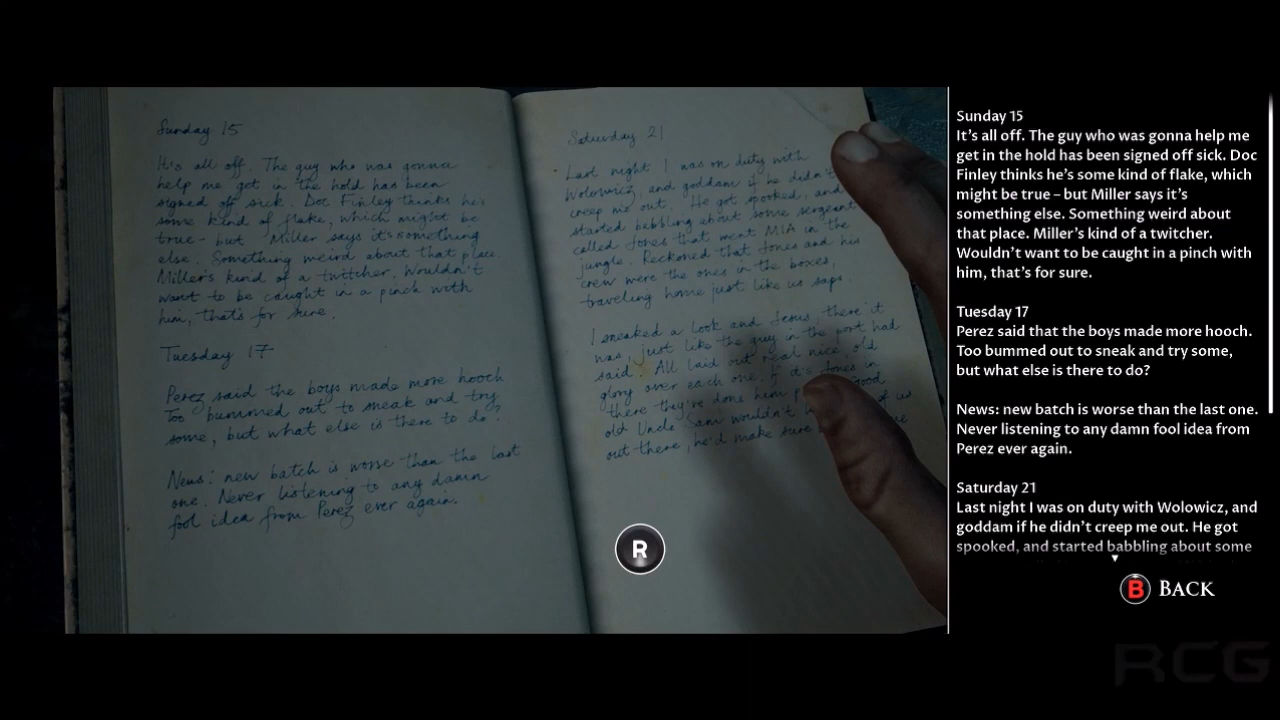 Sunday 15
It's all off. The guy who was gonna
help me get in the hold has been
signed off sick. Doc Finley thinks he's
some kind of flake, which might be
true – but Miller says it's something
else. Something weird about that place.
Miller's kind of a twitcher. Wouldn't
want to be caught in a pinch with
him, that's for sure.
Tuesday 17
Perez said the boys made more hooch
Too bummed out to sneak and try
some, but what else is there to do?
News: new batch is worse than the last
one. Never listening to any damn
fool idea from Perez ever again.
Saturday 21
Last night I was on duty with
Wolowicz, and goddam if he didn't
creep me out. He got spooked, and
started babbling about some sergeant
called Jones that went MIA in the
jungle. Reckoned that Jones and his
crew were the ones in the boxes,
traveling home just like us saps.
I sneaked a look and Jesus, there it
was, just like the guy in the port had
said. All laid out real nice, old
glory over each one. If it's Jones in
there they've done him good
old Uncle Sam wouldn't of us
out there, he'd make sure
R
Sunday 15
It's all off. The guy who was gonna help me
get in the hold has been signed off sick. Doc
Finley thinks he's some kind of flake, which
might be true – but Miller says it's
something else. Something weird about
that place. Miller's kind of a twitcher.
Wouldn't want to be caught in a pinch with
him, that's for sure.
Tuesday 17
Perez said that the boys made more hooch.
Too bummed out to sneak and try some,
but what else is there to do?
News: new batch is worse than the last one.
Never listening to any damn fool idea from
Perez ever again.
Saturday 21
Last night I was on duty with Wolowicz, and
goddam if he didn't creep me out. He got
spooked, and started babbling about some
B BACK
RCG